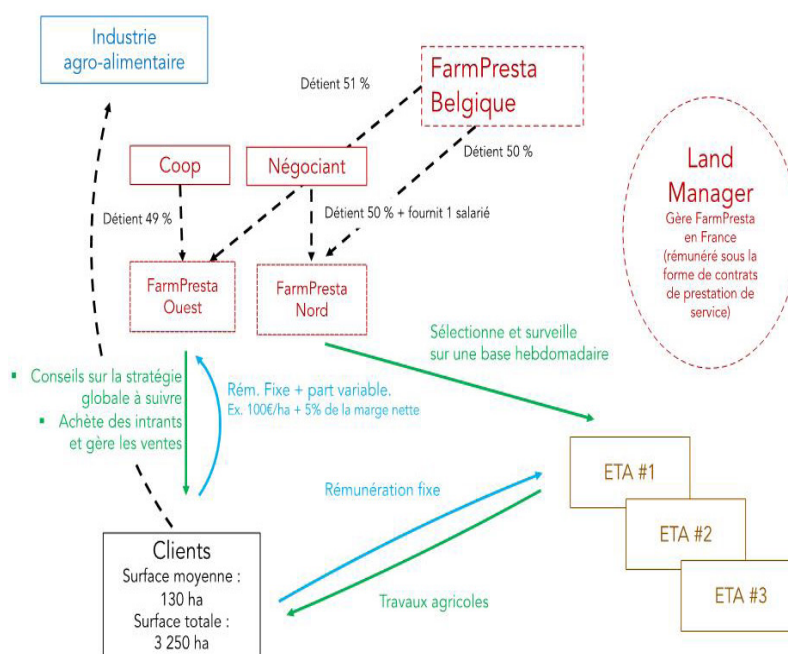 Industrie
agro-alimentaire
FarmPresta
Belgique
Détient 51 %
Coop
Négociant
Détient 50 %
Land
Manager
Gère FarmPresta
en France
(rémunéré sous la
forme de contrats
de prestation de
service)
Détient 49 %
Détient 50 % + fournit 1 salarié
FarmPresta
Ouest
FarmPresta
Nord
Sélectionne et surveille
sur une base hebdomadaire
▪ Conseils sur la stratégie
globale à suivre
▪ Achète des intrants
et gère les ventes
Rém. Fixe + part variable.
Ex. 100€/ha + 5% de la marge nette
ETA #1
ETA #2
ETA #3
Rémunération fixe
Travaux agricoles
Clients
Surface moyenne :
130 ha
Surface totale :
3 250 ha